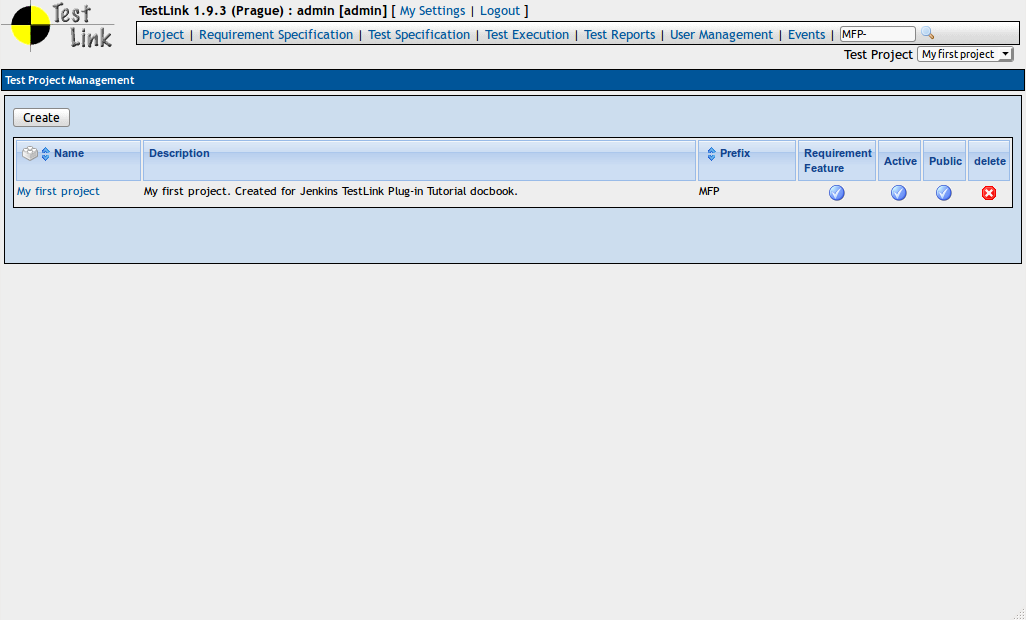 Test Link
TestLink 1.9.3 (Prague) : admin [admin] [ My Settings | Logout ]
Project | Requirement Specification | Test Specification | Test Execution | Test Reports | User Management | Events | MFP-
Test Project My first project
Test Project Management
Create
Name Description Prefix Requirement Feature Active Public delete
My first project My first project. Created for Jenkins TestLink Plug-in Tutorial docbook. MFP